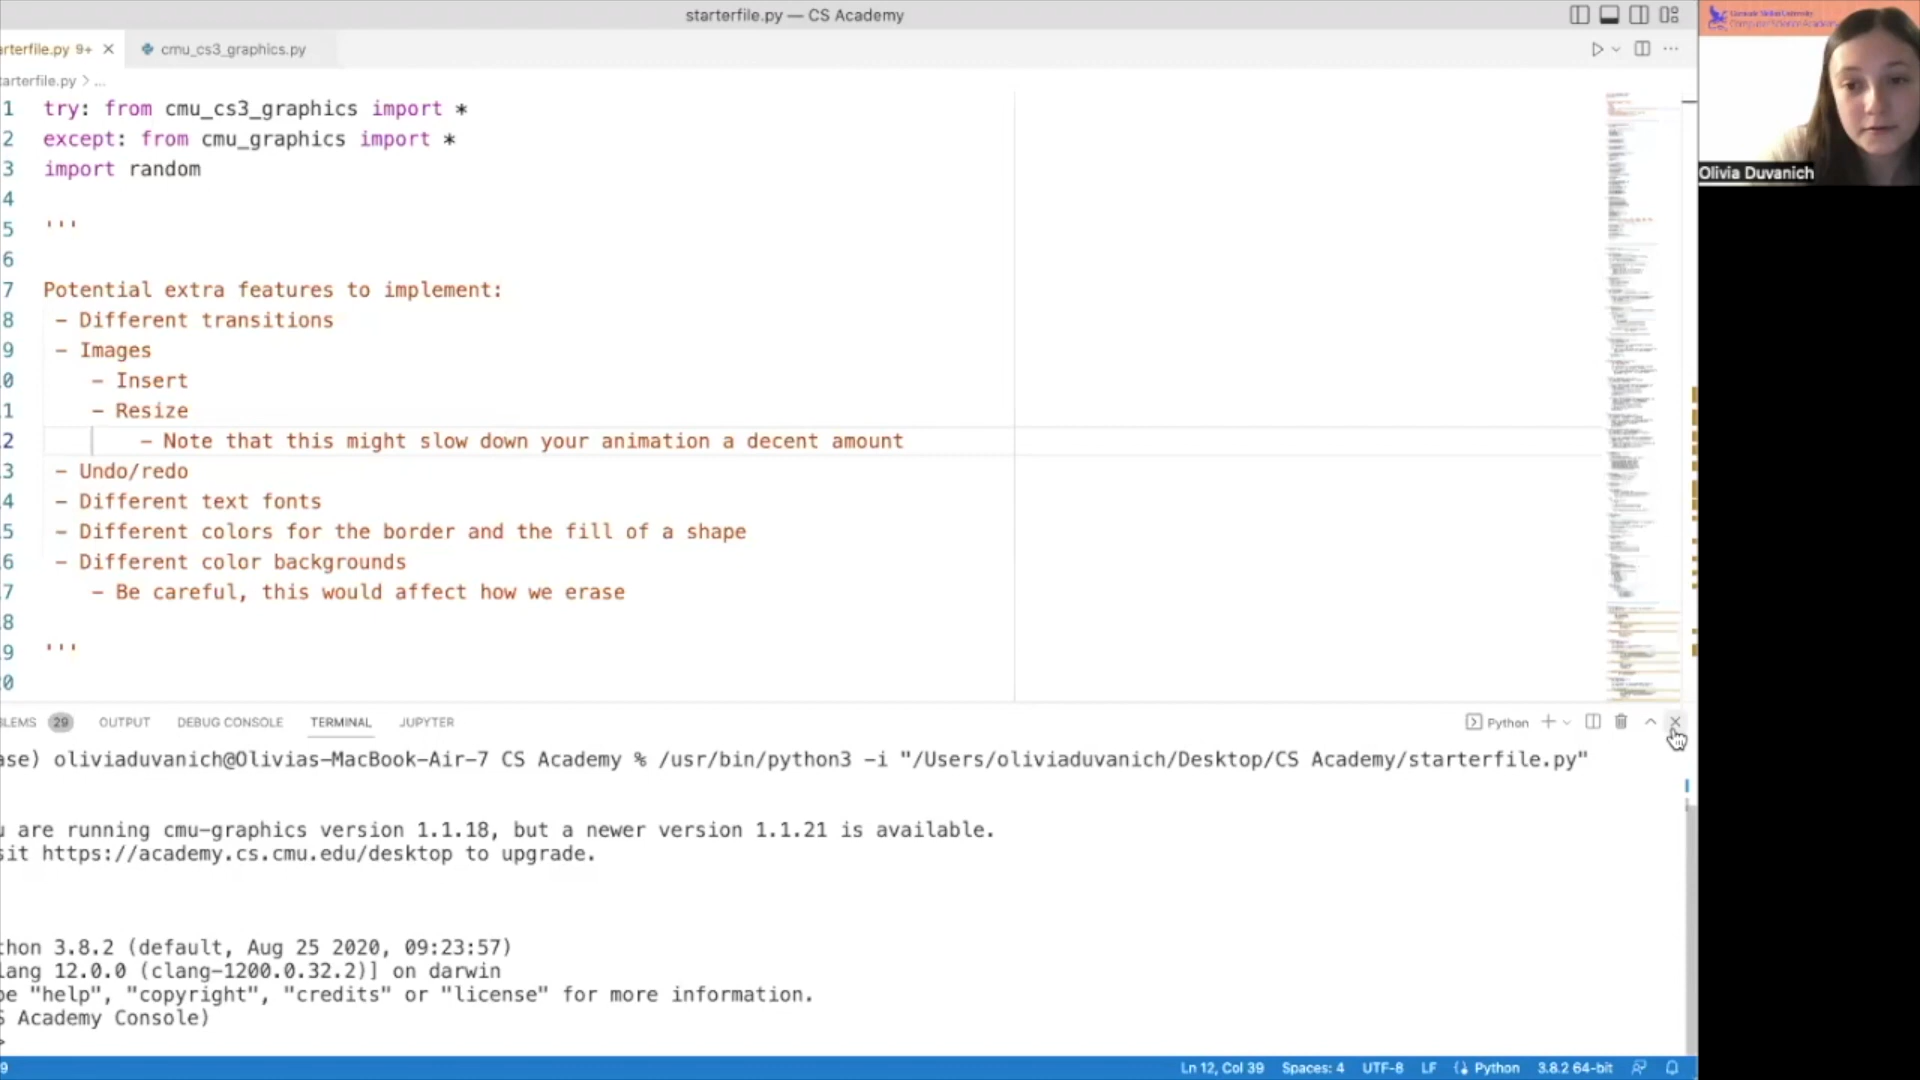 starterfile.py — CS Academy
arterfile.py 9+
cmu_cs3_graphics.py
tarterfile.py > ...
1 try: from cmu_cs3_graphics import *
2 except: from cmu_graphics import *
3 import random
4
5 '''
6
7 Potential extra features to implement:
8 – Different transitions
9 – Images
0 – Insert
1 – Resize
2 – Note that this might slow down your animation a decent amount
3 – Undo/redo
4 – Different text fonts
5 – Different colors for the border and the fill of a shape
6 – Different color backgrounds
7 – Be careful, this would affect how we erase
8
9 '''
0
BLEMS 29 OUTPUT DEBUG CONSOLE TERMINAL JUPYTER Python
ase) oliviaduvanich@Olivias-MacBook-Air-7 CS Academy % /usr/bin/python3 -i "/Users/oliviaduvanich/Desktop/CS Academy/starterfile.py"
u are running cmu-graphics version 1.1.18, but a newer version 1.1.21 is available.
sit https://academy.cs.cmu.edu/desktop to upgrade.
thon 3.8.2 (default, Aug 25 2020, 09:23:57)
lang 12.0.0 (clang-1200.0.32.2)] on darwin
pe "help", "copyright", "credits" or "license" for more information.
S Academy Console)
>
9 Ln 12, Col 39 Spaces: 4 UTF-8 LF Python 3.8.2 64-bit
Carnegie Mellon University
Computer Science Academy
Olivia Duvanich